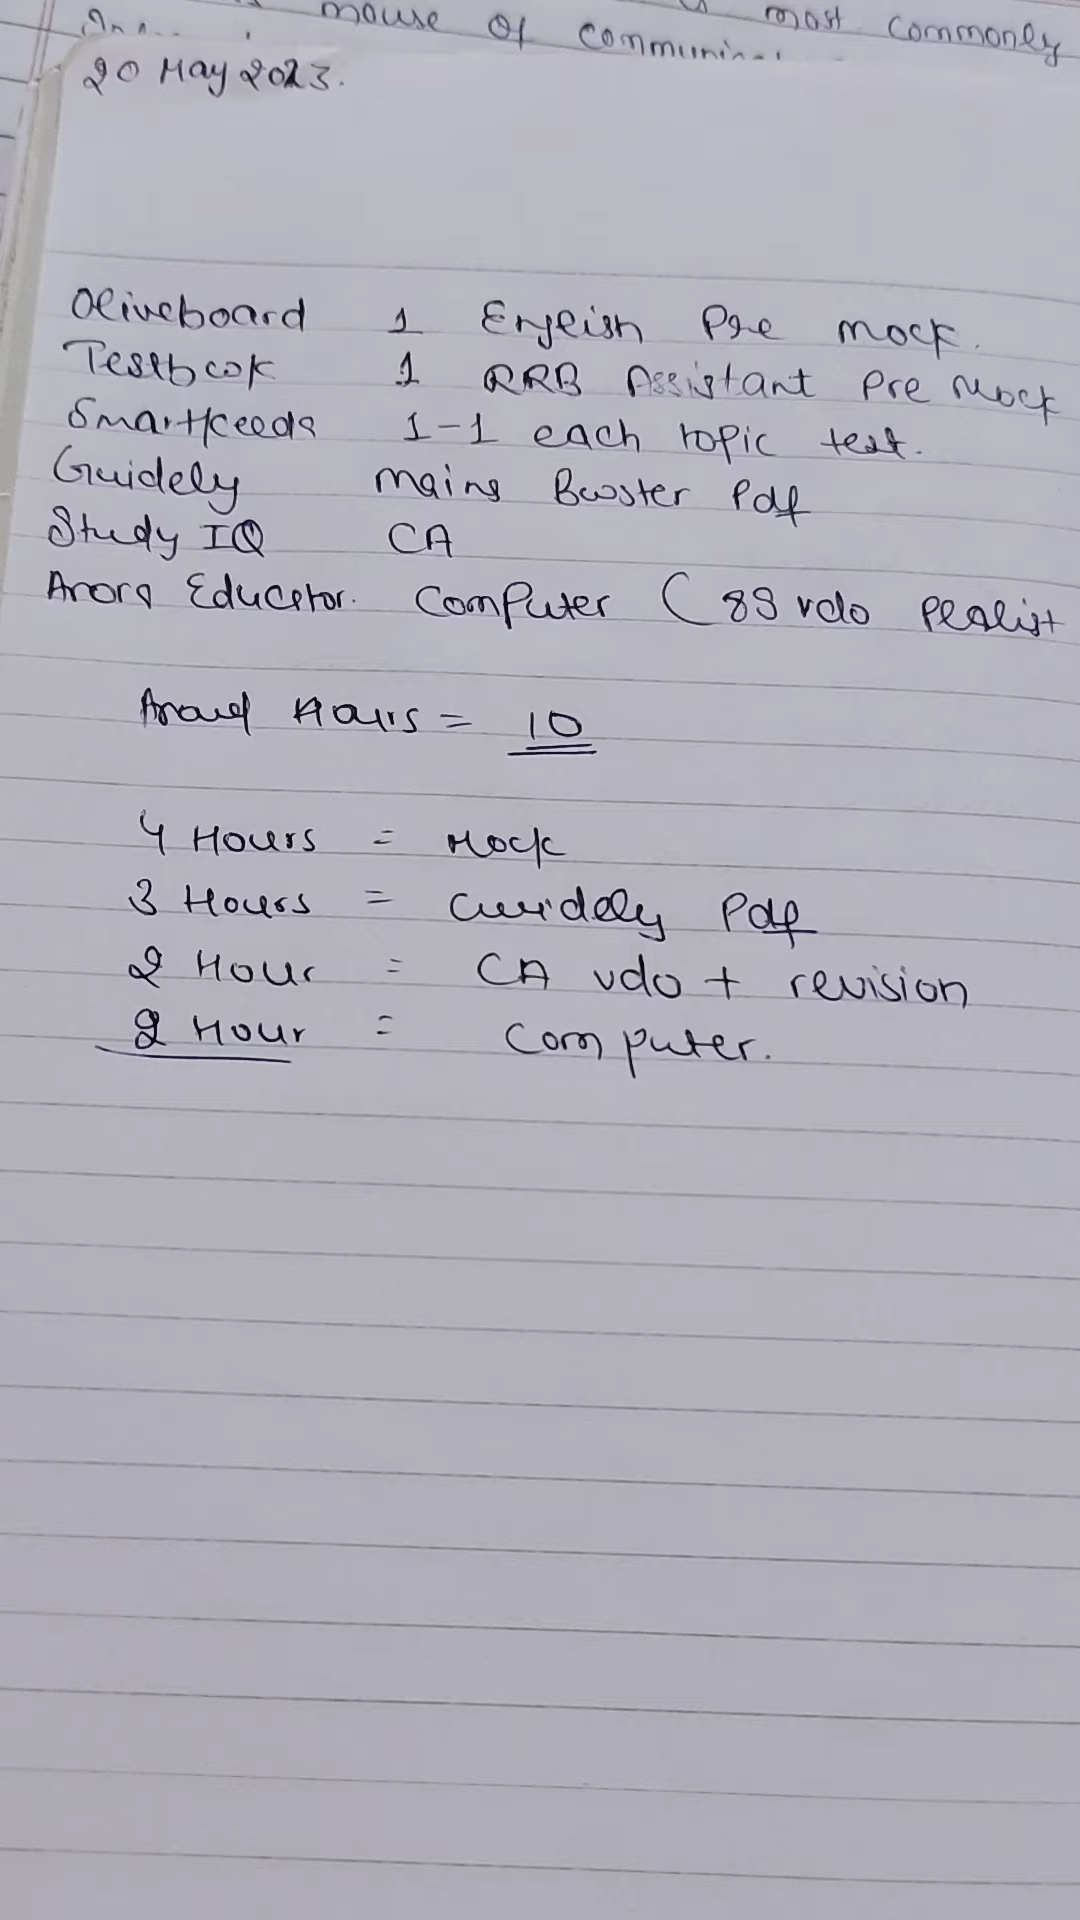 mouse of most commonly
20 May 2023.
Oliveboard 1 English Pre mock.
Testbook 1 RRB Assistant Pre Mock
Smartkeeda 1-1 each topic test.
Guidely mains Booster Pdf
Study IQ CA
Arora Educator. Computer ( 89 vdo Playlist
Hours = 10
4 Hours = Mock
3 Hours = Guidely Pdf
2 Hour = CA vdo + revision
2 Hour = Computer.